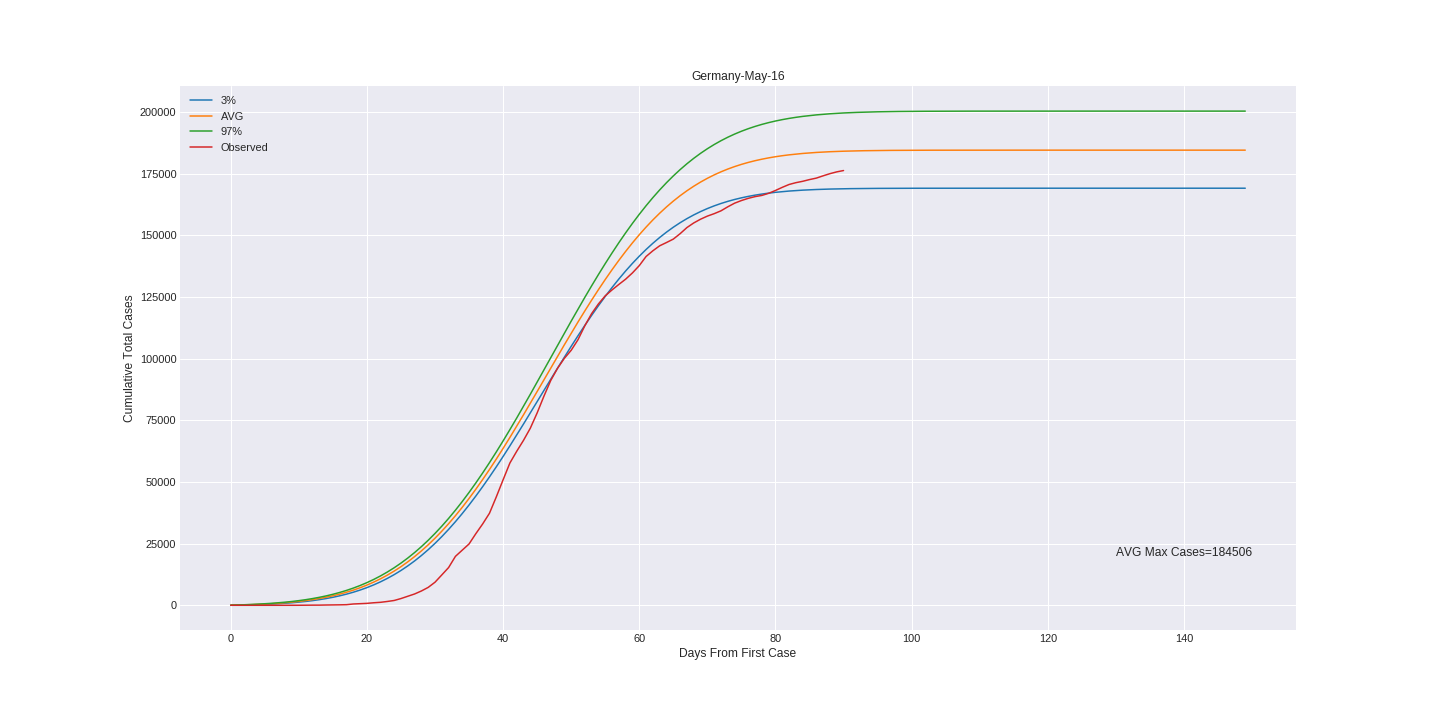 Germany-May-16
3%
AVG
97%
Observed
200000
175000
150000
125000
100000
75000
50000
25000
0
Cumulative Total Cases
AVG Max Cases=184506
0 20 40 60 80 100 120 140
Days From First Case